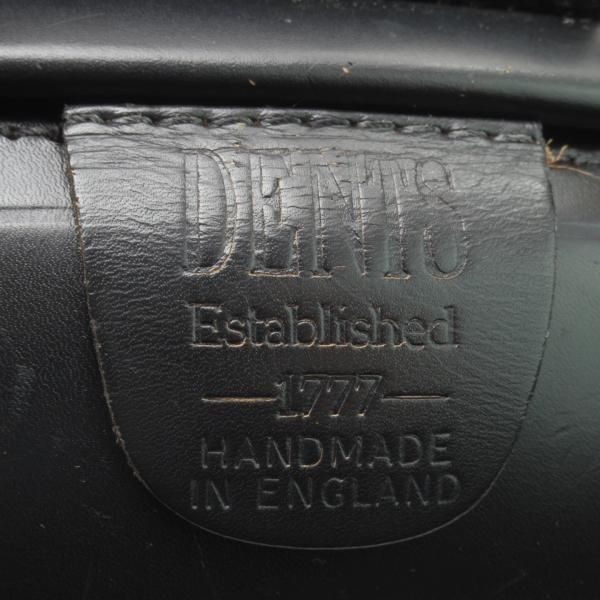 DENTS
Established
1777
HANDMADE
IN ENGLAND